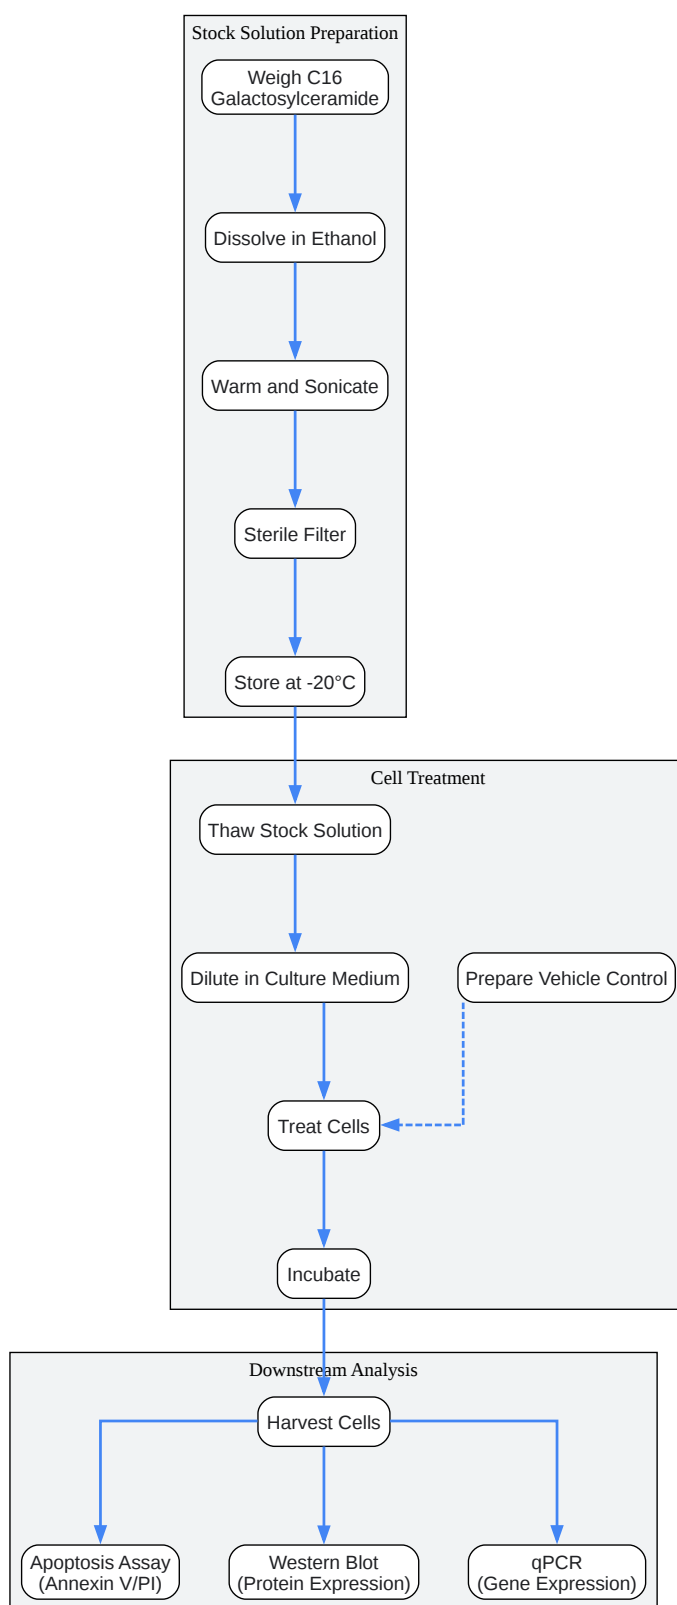 Stock Solution Preparation
Weigh C16
Galactosylceramide
Dissolve in Ethanol
Warm and Sonicate
Sterile Filter
Store at -20°C
Cell Treatment
Thaw Stock Solution
Dilute in Culture Medium
Prepare Vehicle Control
Treat Cells
Incubate
Downstream Analysis
Harvest Cells
Apoptosis Assay
(Annexin V/PI)
Western Blot
(Protein Expression)
qPCR
(Gene Expression)